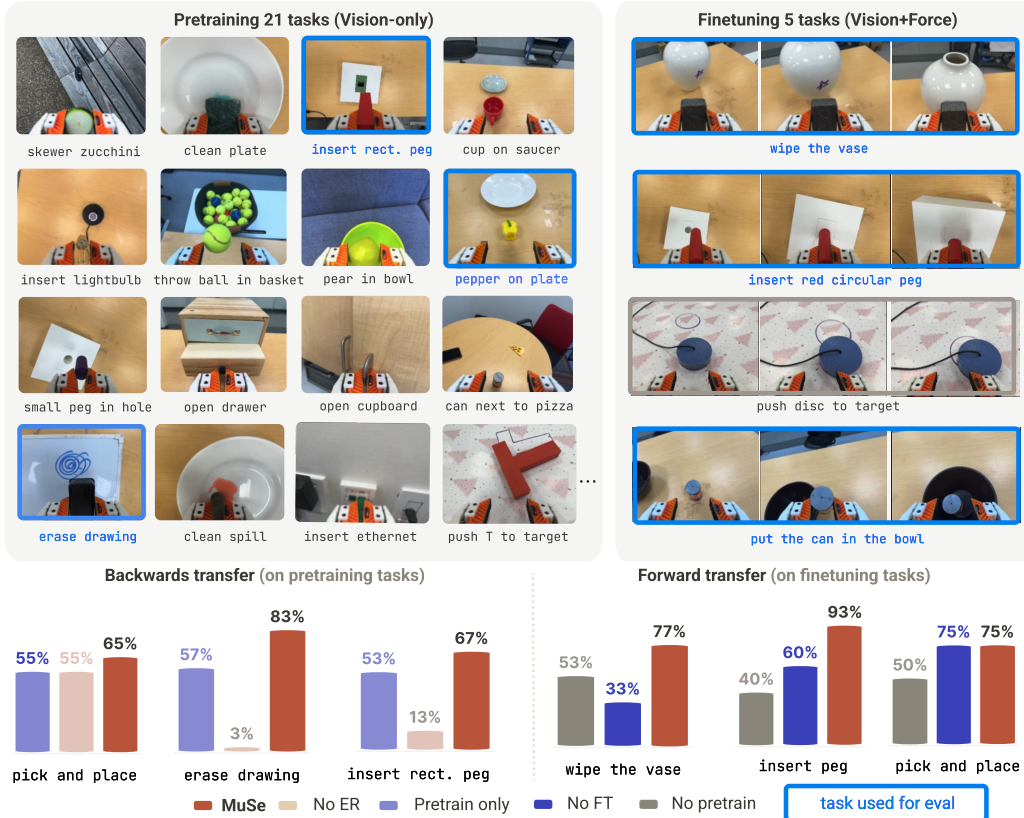 Pretraining 21 tasks (Vision-only)
skewer zucchini
clean plate
insert rect. peg
cup on saucer
insert lightbulb
throw ball in basket
pear in bowl
pepper on plate
small peg in hole
open drawer
open cupboard
can next to pizza
erase drawing
clean spill
insert ethernet
push T to target
...
Finetuning 5 tasks (Vision+Force)
wipe the vase
insert red circular peg
push disc to target
put the can in the bowl
Backwards transfer (on pretraining tasks)
55%
55%
65%
pick and place
57%
3%
83%
erase drawing
53%
13%
67%
insert rect. peg
Forward transfer (on finetuning tasks)
53%
33%
77%
wipe the vase
40%
60%
93%
insert peg
50%
75%
75%
pick and place
MuSe
No ER
Pretrain only
No FT
No pretrain
task used for eval